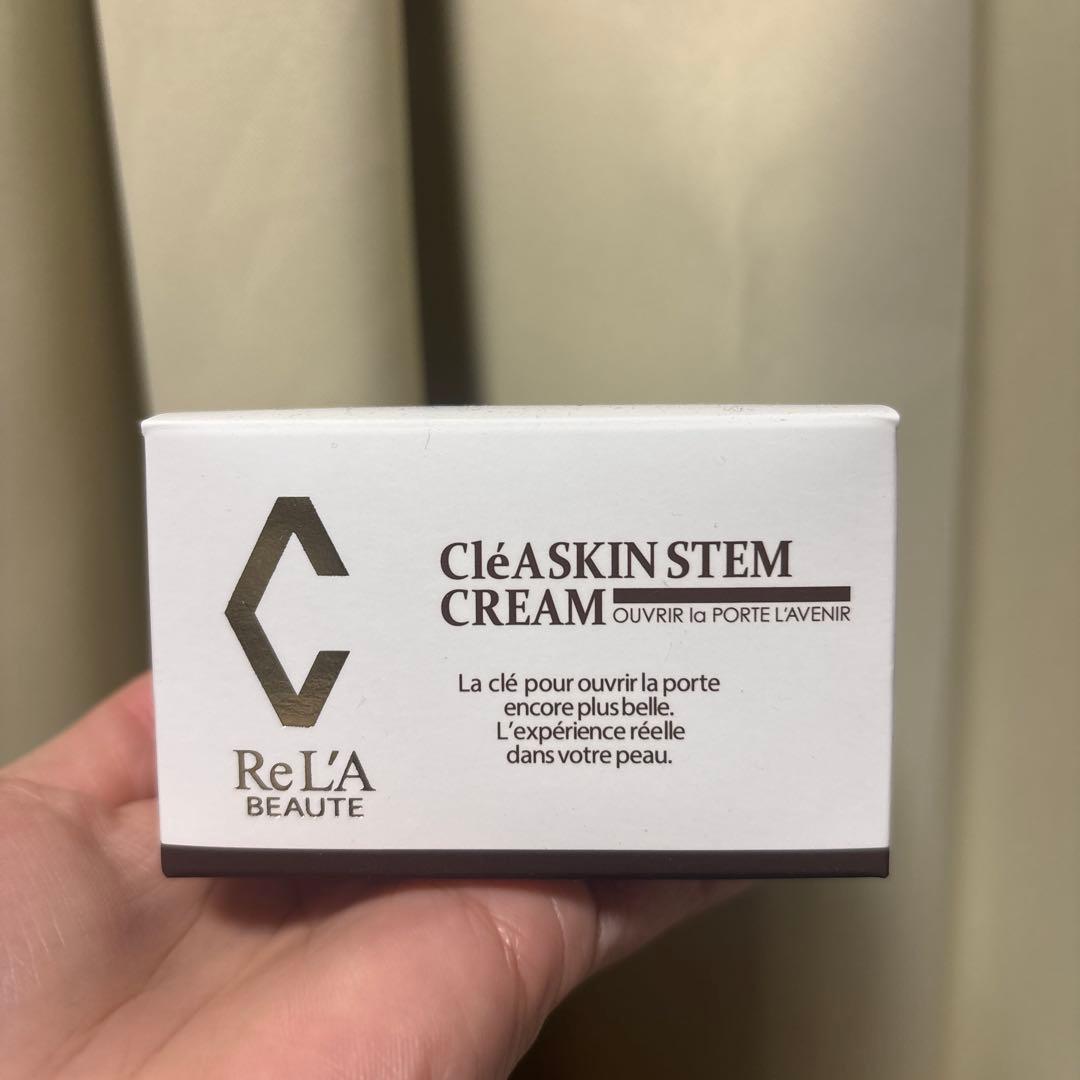 ReL'A
BEAUTE
CléASKIN STEM
CREAM
OUVRIR la PORTE L'AVENIR
La clé pour ouvrir la porte
encore plus belle.
L'expérience réelle
dans votre peau.